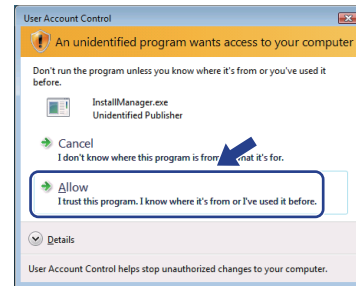 User Account Control
An unidentified program wants access to your computer
Don't run the program unless you know where it's from or you've used it
before.
InstallManager.exe
Unidentified Publisher
Cancel
I don't know where this program is from hat it's for.
Allow
I trust this program. I know where it's from or I've used it before.
Details
User Account Control helps stop unauthorized changes to your computer.